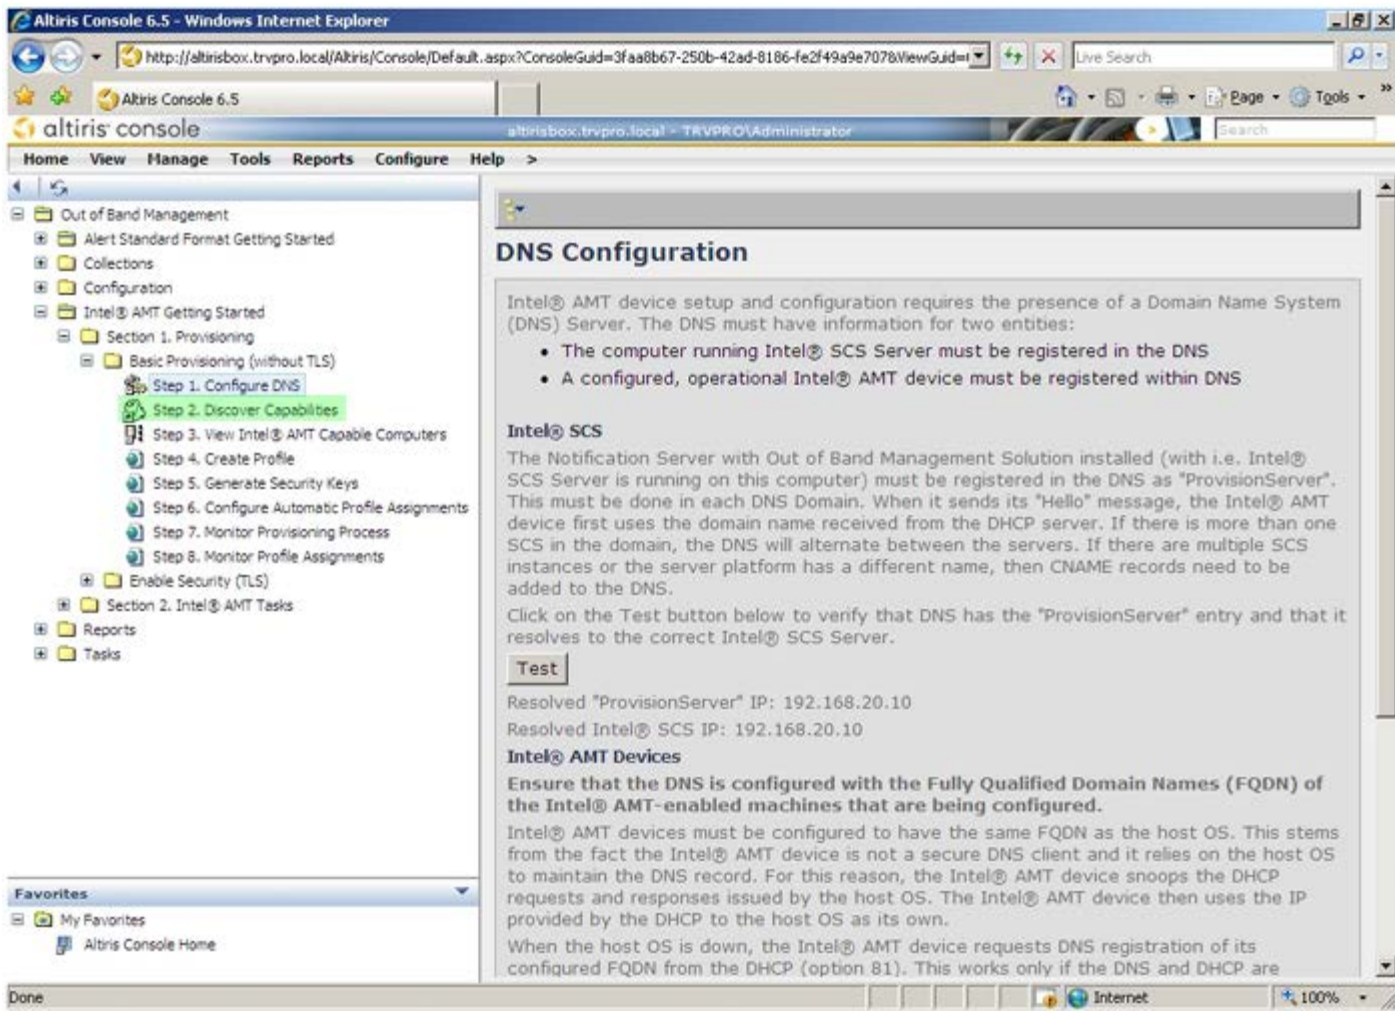 Altiris Console 6.5 - Windows Internet Explorer
http://altirisbox.trvpro.local/Altiris/Console/Default.aspx?ConsoleGuid=3faa8b67-250b-42ad-8186-fe2f49a9e707&ViewGuid=
Live Search
Altiris Console 6.5
Page
Tools
altiris console
altirisbox.trvpro.local - TRVPRO\Administrator
Search
Home View Manage Tools Reports Configure Help >
Out of Band Management
Alert Standard Format Getting Started
Collections
Configuration
Intel® AMT Getting Started
Section 1. Provisioning
Basic Provisioning (without TLS)
Step 1. Configure DNS
Step 2. Discover Capabilities
Step 3. View Intel® AMT Capable Computers
Step 4. Create Profile
Step 5. Generate Security Keys
Step 6. Configure Automatic Profile Assignments
Step 7. Monitor Provisioning Process
Step 8. Monitor Profile Assignments
Enable Security (TLS)
Section 2. Intel® AMT Tasks
Reports
Tasks
Favorites
My Favorites
Altiris Console Home
DNS Configuration
Intel® AMT device setup and configuration requires the presence of a Domain Name System
(DNS) Server. The DNS must have information for two entities:
• The computer running Intel® SCS Server must be registered in the DNS
• A configured, operational Intel® AMT device must be registered within DNS
Intel® SCS
The Notification Server with Out of Band Management Solution installed (with i.e. Intel®
SCS Server is running on this computer) must be registered in the DNS as "ProvisionServer".
This must be done in each DNS Domain. When it sends its "Hello" message, the Intel® AMT
device first uses the domain name received from the DHCP server. If there is more than one
SCS in the domain, the DNS will alternate between the servers. If there are multiple SCS
instances or the server platform has a different name, then CNAME records need to be
added to the DNS.
Click on the Test button below to verify that DNS has the "ProvisionServer" entry and that it
resolves to the correct Intel® SCS Server.
Test
Resolved "ProvisionServer" IP: 192.168.20.10
Resolved Intel® SCS IP: 192.168.20.10
Intel® AMT Devices
Ensure that the DNS is configured with the Fully Qualified Domain Names (FQDN) of
the Intel® AMT-enabled machines that are being configured.
Intel® AMT devices must be configured to have the same FQDN as the host OS. This stems
from the fact the Intel® AMT device is not a secure DNS client and it relies on the host OS
to maintain the DNS record. For this reason, the Intel® AMT device snoops the DHCP
requests and responses issued by the host OS. The Intel® AMT device then uses the IP
provided by the DHCP to the host OS as its own.
When the host OS is down, the Intel® AMT device requests DNS registration of its
configured FQDN from the DHCP (option 81). This works only if the DNS and DHCP are
Done
Internet
100%